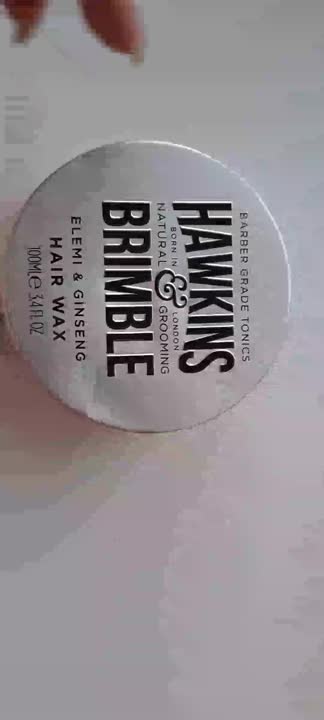 BARBER GRADE TONICS
HAWKINS
BORN IN & LONDON
NATURAL GROOMING
BRIMBLE
ELEMI & GINSENG
HAIR WAX
100ML℮ 3.4 FL OZ